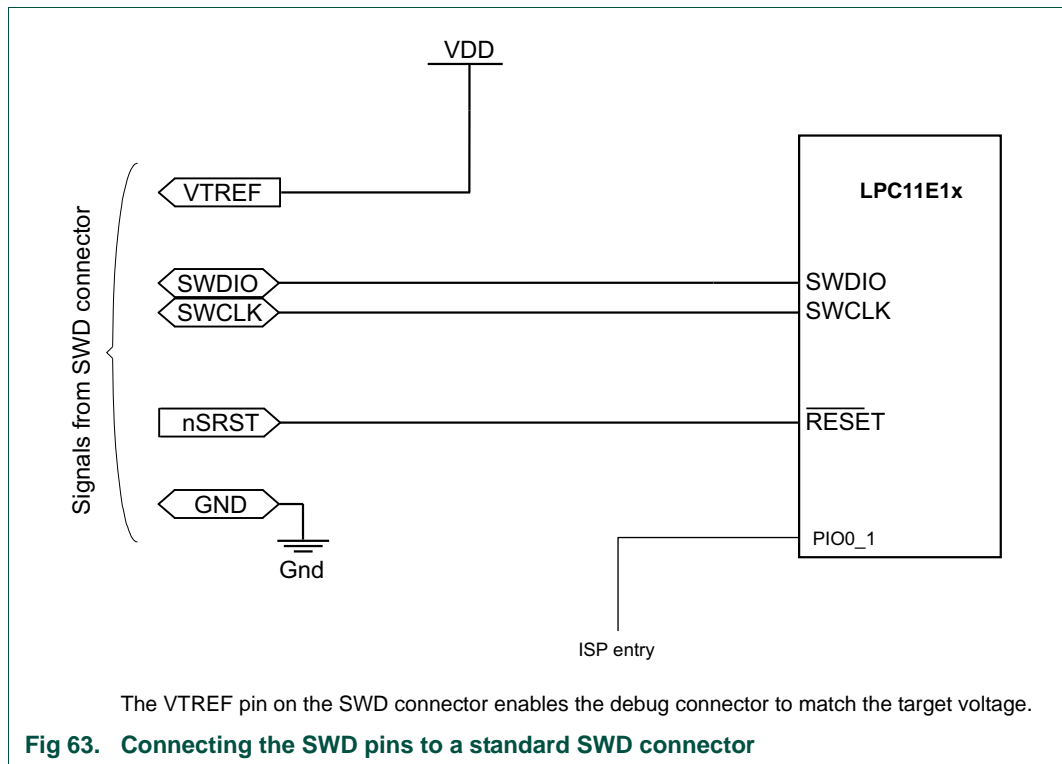 VDD
Signals from SWD connector
VTREF
LPC11E1x
SWDIO
SWDIO
SWCLK
SWCLK
nSRST
RESET
GND
Gnd
PIO0_1
ISP entry
The VTREF pin on the SWD connector enables the debug connector to match the target voltage.
Fig 63. Connecting the SWD pins to a standard SWD connector